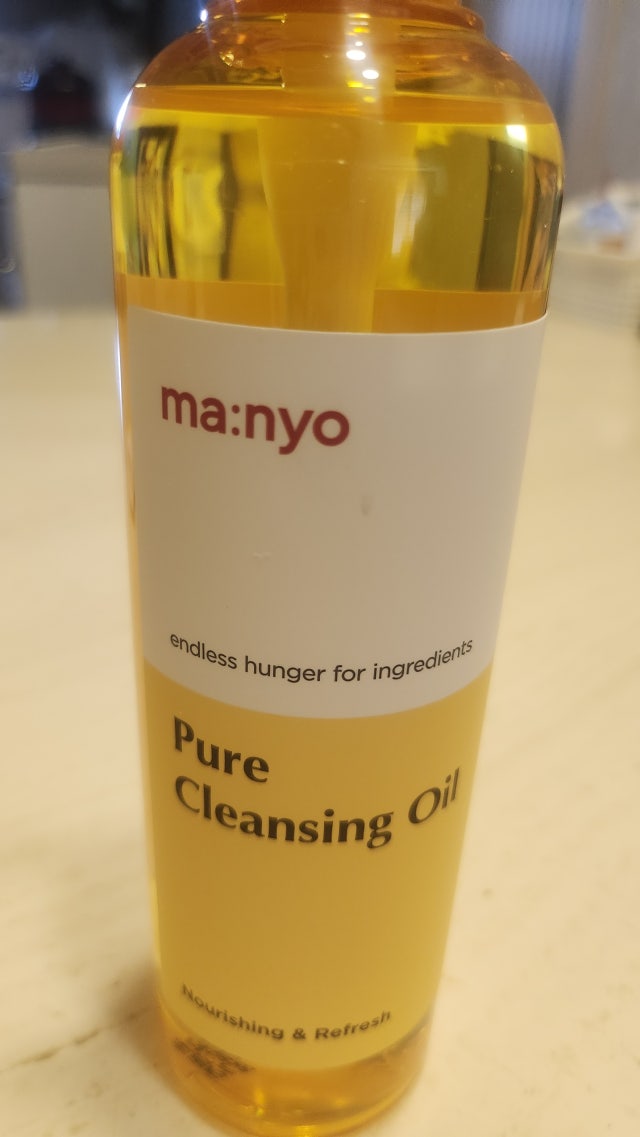 ma:nyo
endless hunger for ingredients
Pure
Cleansing Oil
Nourishing & Refresh